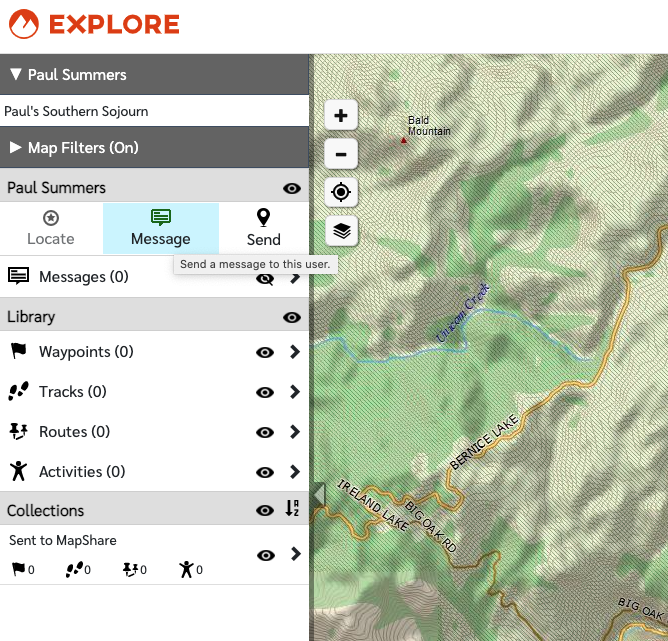 EXPLORE
▼ Paul Summers
Paul's Southern Sojourn
▶ Map Filters (On)
Paul Summers
Locate
Message
Send
Send a message to this user.
Messages (0)
Library
Waypoints (0)
Tracks (0)
Routes (0)
Activities (0)
Collections
A
Z
Sent to MapShare
0
0
0
0
Bald
Mountain
Unicom Creek
BERNICE LAKE
IRELAND LAKE
BIG OAK RD
BIG OAK